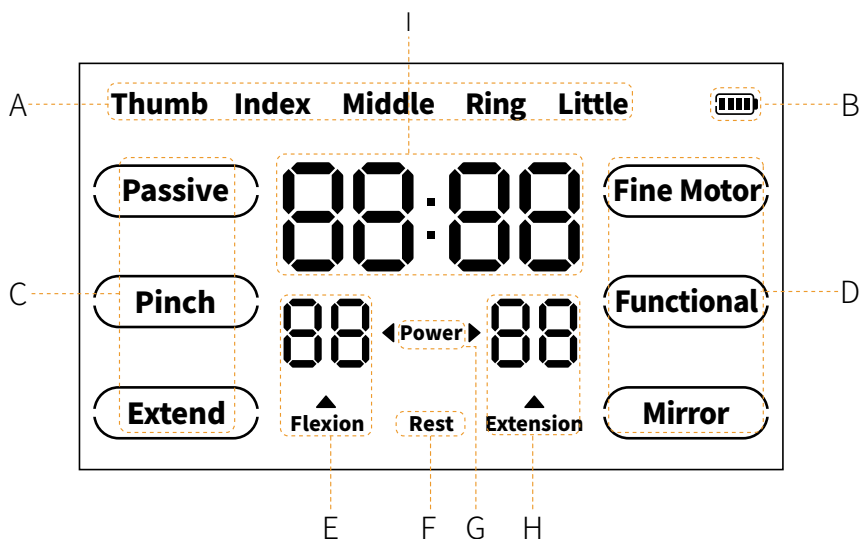 I
A Thumb Index Middle Ring Little B
Passive 88:88 Fine Motor
C Pinch 88 Power 88 Functional D
Extend Flexion Rest Extension Mirror
E F G H